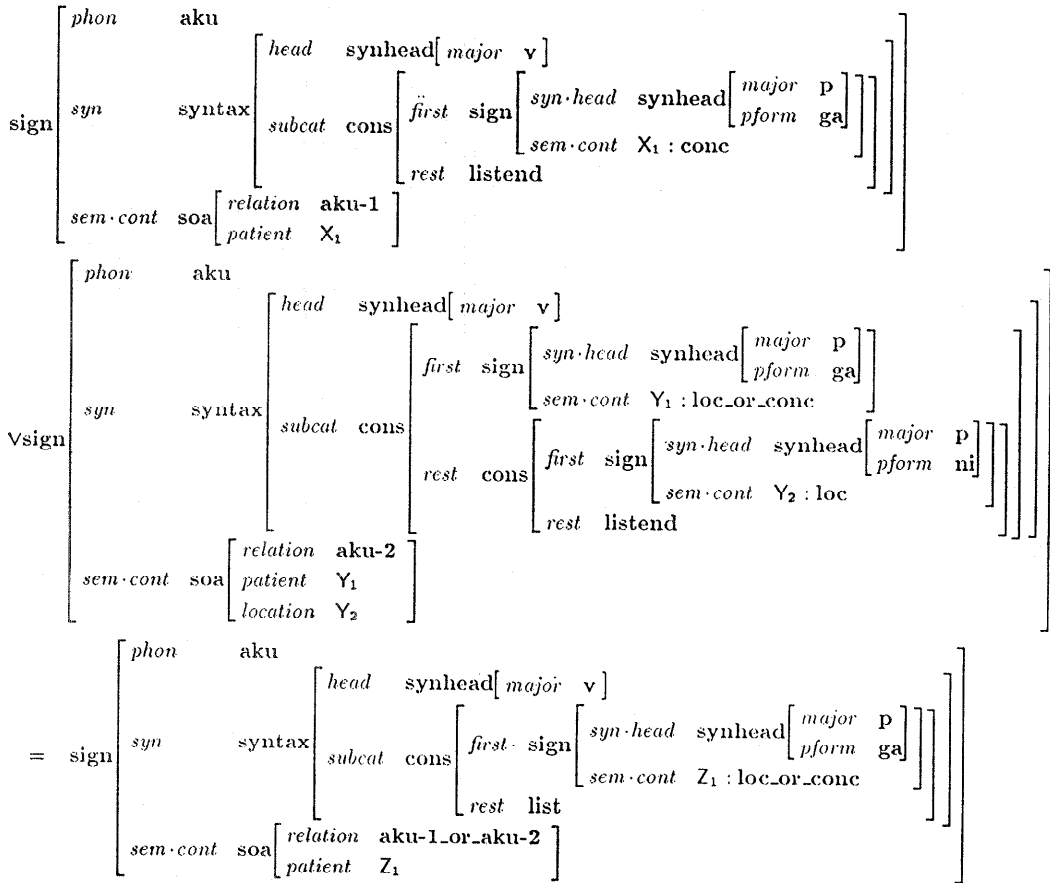 phon aku
head synhead[ major v ]
sign syn syntax subcat cons first sign syn·head synhead major p
pform ga
sem·cont X₁ : conc
rest listend
sem·cont soa relation aku-1
patient X₁
phon aku
head synhead[ major v ]
first sign syn·head synhead major p
pform ga
sem·cont Y₁ : loc_or_conc
∨sign syn syntax subcat cons
rest cons first sign syn·head synhead major p
pform ni
sem·cont Y₂ : loc
rest listend
sem·cont soa relation aku-2
patient Y₁
location Y₂
phon aku
head synhead[ major v ]
= sign syn syntax subcat cons first sign syn·head synhead major p
pform ga
sem·cont Z₁ : loc_or_conc
rest list
sem·cont soa relation aku-1_or_aku-2
patient Z₁